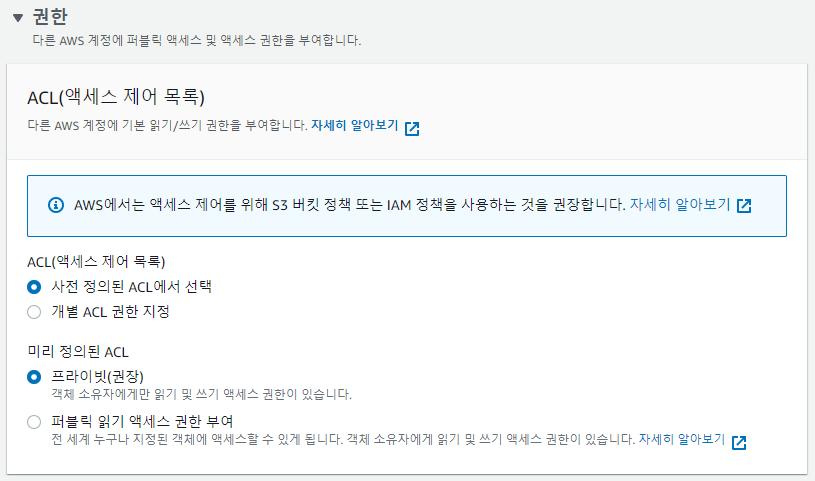 권한
다른 AWS 계정에 퍼블릭 액세스 및 액세스 권한을 부여합니다.
ACL(액세스 제어 목록)
다른 AWS 계정에 기본 읽기/쓰기 권한을 부여합니다. 자세히 알아보기
AWS에서는 액세스 제어를 위해 S3 버킷 정책 또는 IAM 정책을 사용하는 것을 권장합니다. 자세히 알아보기
ACL(액세스 제어 목록)
사전 정의된 ACL에서 선택
개별 ACL 권한 지정
미리 정의된 ACL
프라이빗(권장)
객체 소유자에게만 읽기 및 쓰기 액세스 권한이 있습니다.
퍼블릭 읽기 액세스 권한 부여
전 세계 누구나 지정된 객체에 액세스할 수 있게 됩니다. 객체 소유자에게 읽기 및 쓰기 액세스 권한이 있습니다. 자세히 알아보기